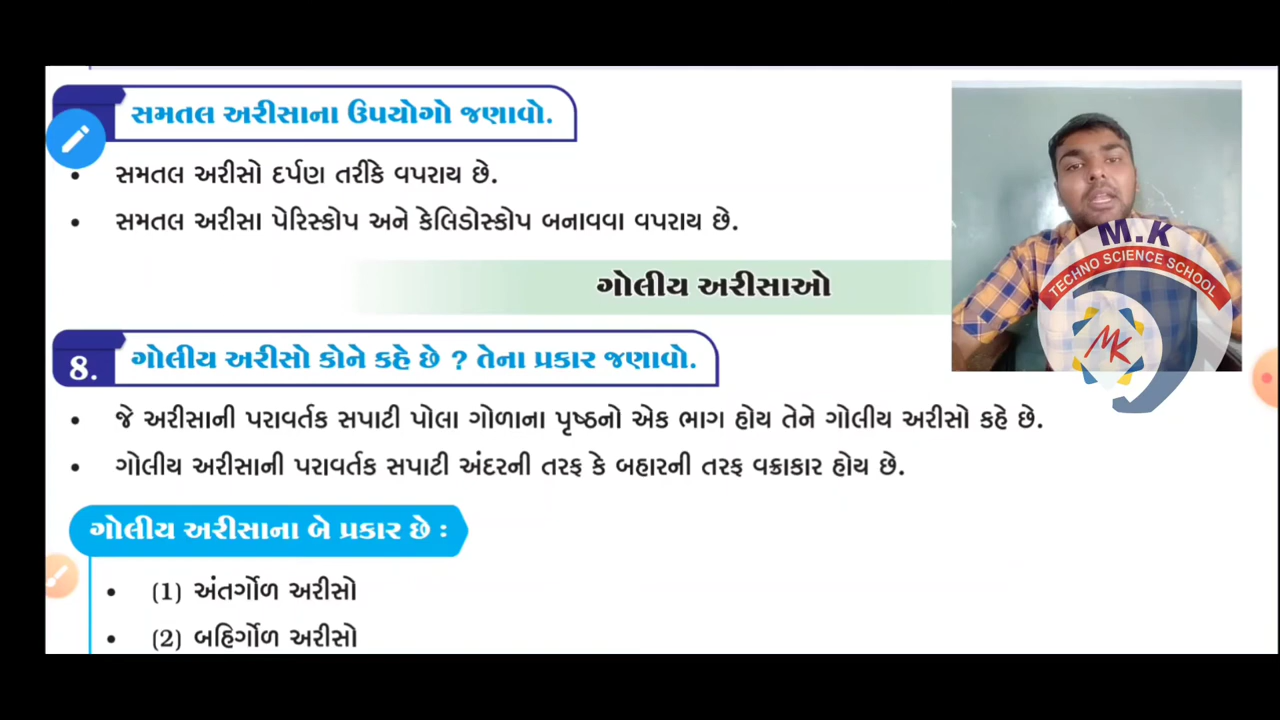 સમતલ અરીસાના ઉપયોગો જણાવો.
• સમતલ અરીસો દર્પણ તરીકે વપરાય છે.
• સમતલ અરીસા પેરિસ્કોપ અને કેલિડોસ્કોપ બનાવવા વપરાય છે.
ગોલીય અરીસાઓ
8. ગોલીય અરીસો કોને કહે છે ? તેના પ્રકાર જણાવો.
• જે અરીસાની પરાવર્તક સપાટી પોલા ગોળાના પૃષ્ઠનો એક ભાગ હોય તેને ગોલીય અરીસો કહે છે.
• ગોલીય અરીસાની પરાવર્તક સપાટી અંદરની તરફ કે બહારની તરફ વક્રાકાર હોય છે.
ગોલીય અરીસાના બે પ્રકાર છે :
• (1) અંતર્ગોળ અરીસો
• (2) બહિર્ગોળ અરીસો
M.K
TECHNO SCIENCE SCHOOL
MK